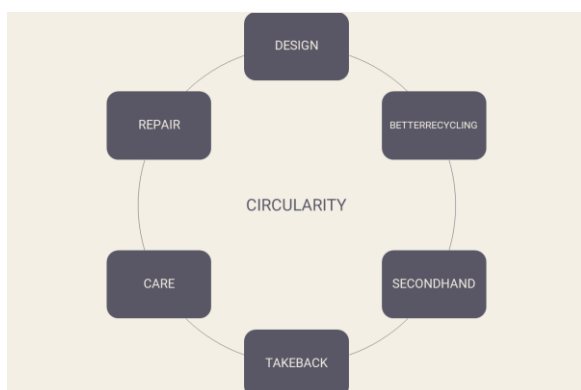 DESIGN
REPAIR
BETTERRECYCLING
CIRCULARITY
CARE
SECONDHAND
TAKEBACK